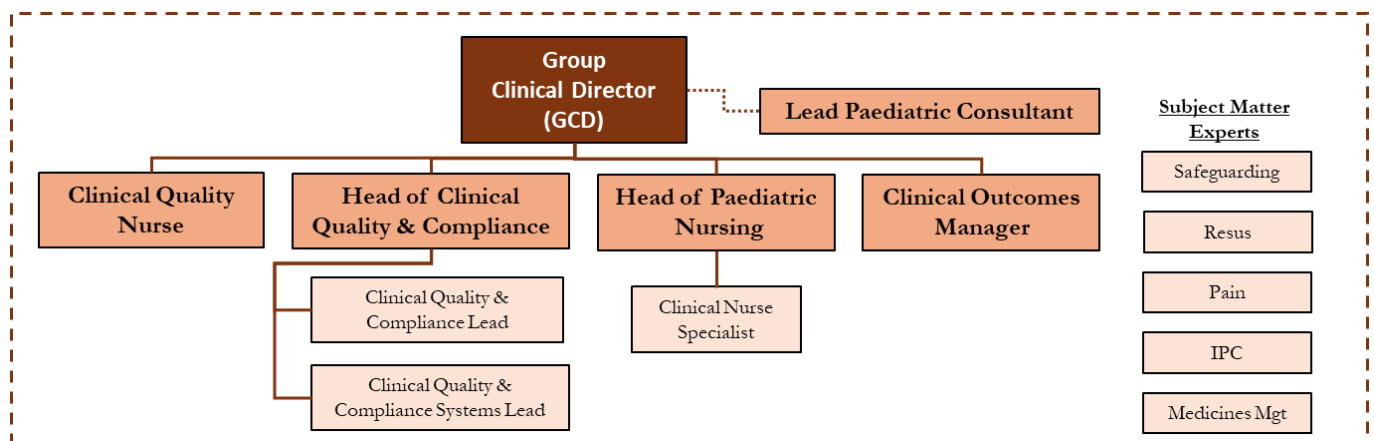 Group
Clinical Director
(GCD)
Lead Paediatric Consultant
Subject Matter
Experts
Clinical Quality
Nurse
Head of Clinical
Quality & Compliance
Head of Paediatric
Nursing
Clinical Outcomes
Manager
Clinical Quality &
Compliance Lead
Clinical Nurse
Specialist
Clinical Quality &
Compliance Systems Lead
Safeguarding
Resus
Pain
IPC
Medicines Mgt